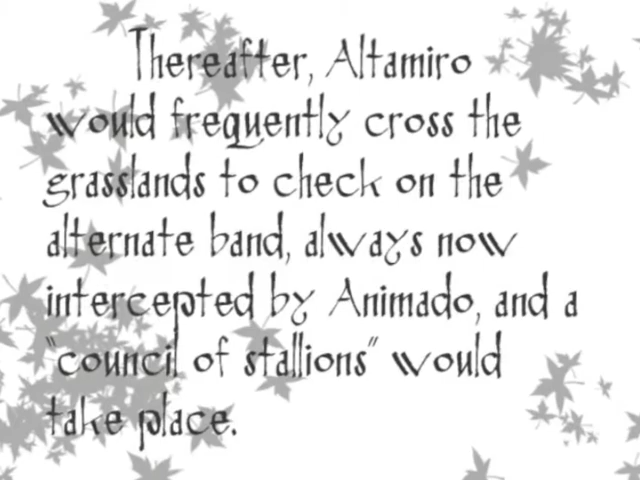 Thereafter, Altamiro
would frequently cross the
grasslands to check on the
alternate band, always now
intercepted by Animado, and a
"council of stallions" would
take place.